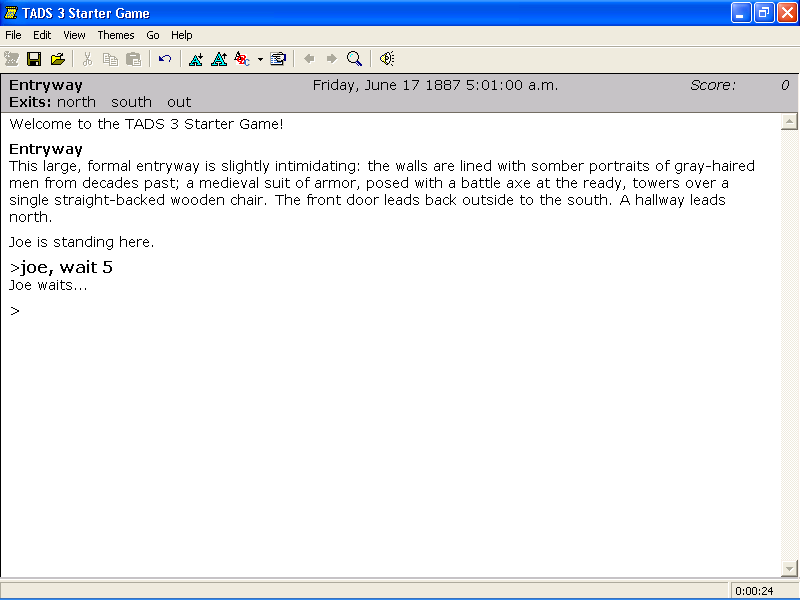 TADS 3 Starter Game
File Edit View Themes Go Help
Entryway Friday, June 17 1887 5:01:00 a.m. Score: 0
Exits: north south out
Welcome to the TADS 3 Starter Game!
Entryway
This large, formal entryway is slightly intimidating: the walls are lined with somber portraits of gray-haired
men from decades past; a medieval suit of armor, posed with a battle axe at the ready, towers over a
single straight-backed wooden chair. The front door leads back outside to the south. A hallway leads
north.
Joe is standing here.
>joe, wait 5
Joe waits...
>
0:00:24